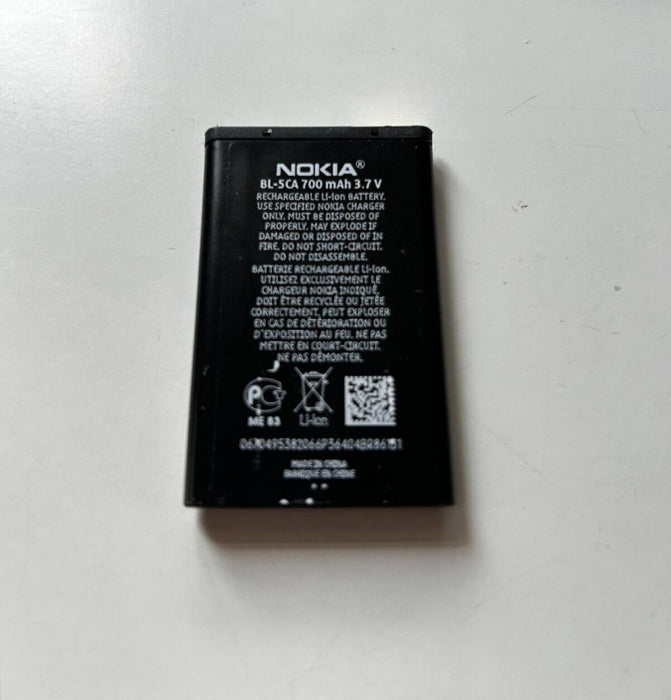 NOKIA®
BL-5CA 700 mAh 3.7 V
RECHARGEABLE Li-Ion BATTERY.
USE SPECIFIED NOKIA CHARGER
ONLY. MUST BE DISPOSED OF
PROPERLY. MAY EXPLODE IF
DAMAGED OR DISPOSED OF IN
FIRE. DO NOT SHORT-CIRCUIT.
DO NOT DISASSEMBLE.
BATTERIE RECHARGEABLE Li-Ion.
UTILISEZ EXCLUSIVEMENT LE
CHARGEUR NOKIA INDIQUÉ,
DOIT ÊTRE RECYCLÉE OU JETÉE
CORRECTEMENT. PEUT EXPLOSER
EN CAS DE DÉTÉRIORATION OU
D'EXPOSITION AU FEU. NE PAS
METTRE EN COURT-CIRCUIT.
NE PAS DÉMONTER.
ME 83
Li-Ion
MADE IN CHINA
FABRIQUÉ EN CHINE